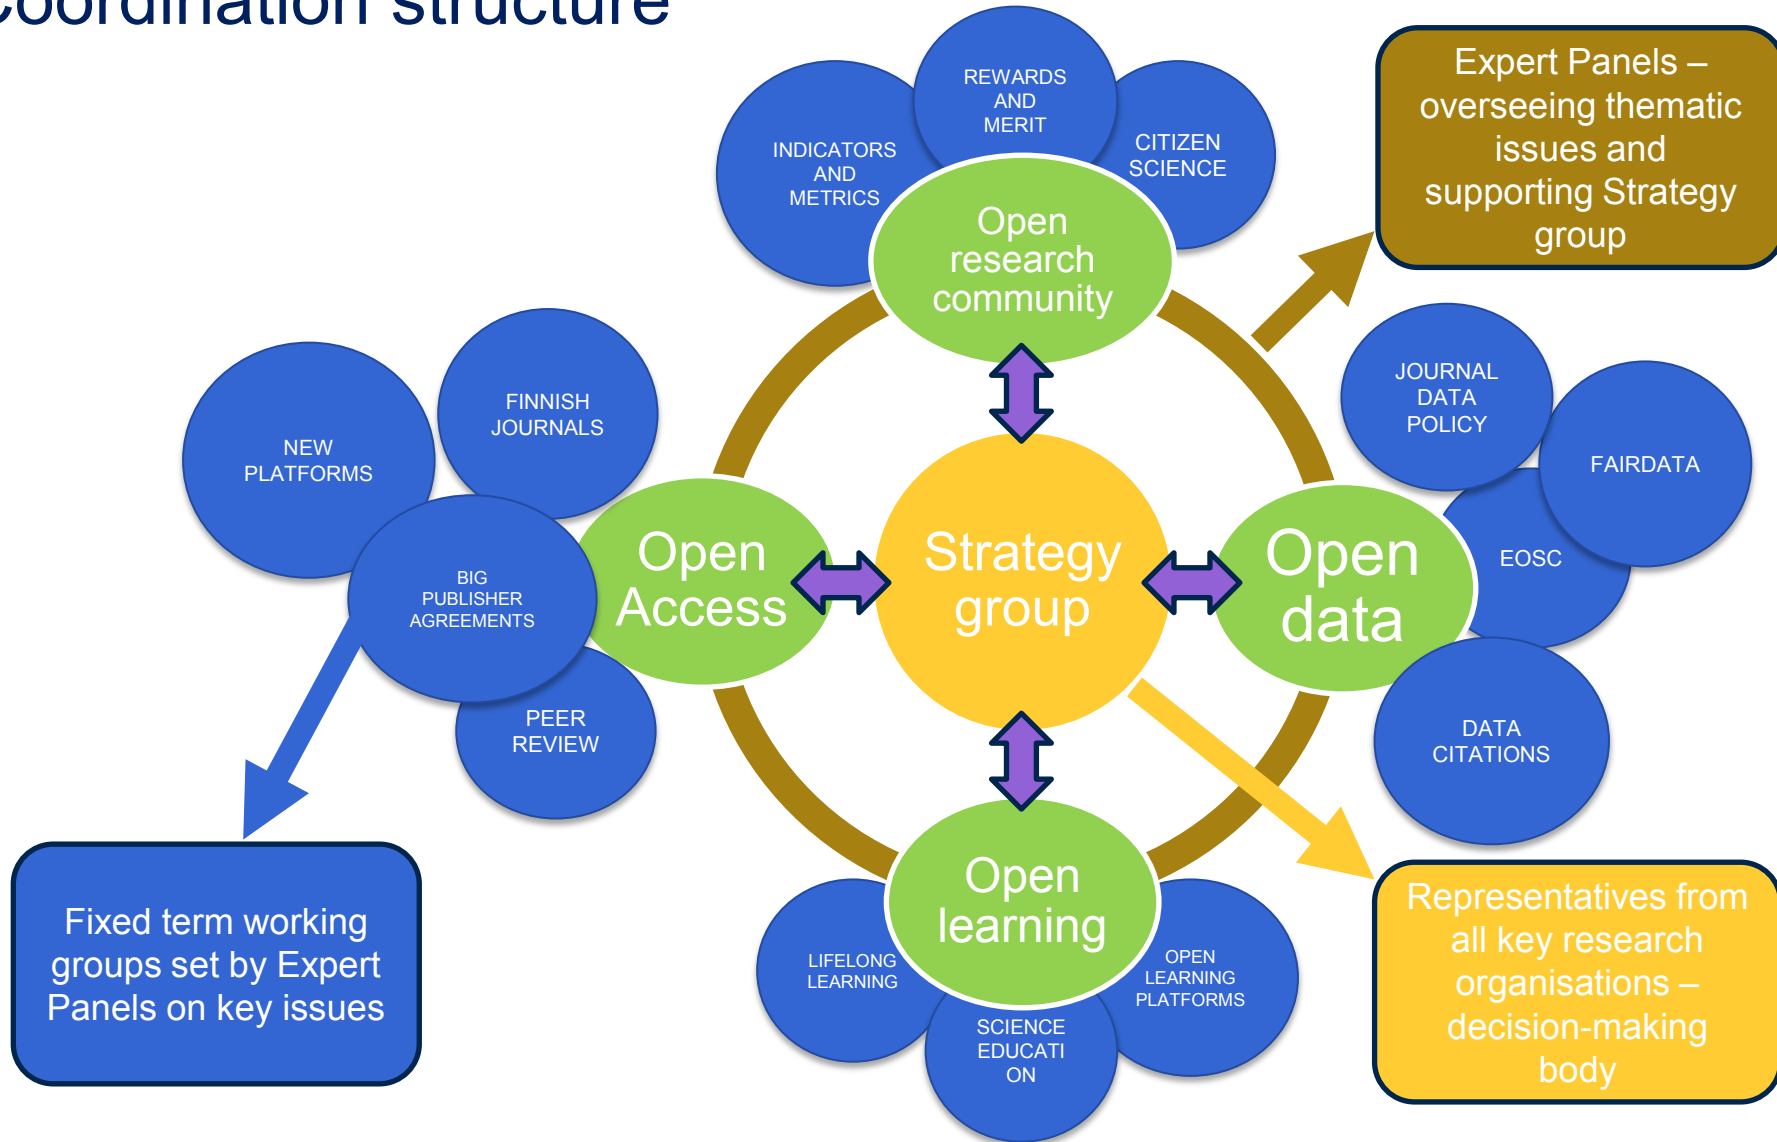 Coordination structure
REWARDS
AND
MERIT
INDICATORS
AND
METRICS
CITIZEN
SCIENCE
Open
research
community
Expert Panels –
overseeing thematic
issues and
supporting Strategy
group
NEW
PLATFORMS
FINNISH
JOURNALS
BIG
PUBLISHER
AGREEMENTS
PEER
REVIEW
Open
Access
Strategy
group
Open
data
JOURNAL
DATA
POLICY
FAIRDATA
EOSC
DATA
CITATIONS
Open
learning
LIFELONG
LEARNING
SCIENCE
EDUCATI
ON
OPEN
LEARNING
PLATFORMS
Fixed term working
groups set by Expert
Panels on key issues
Representatives from
all key research
organisations –
decision-making
body